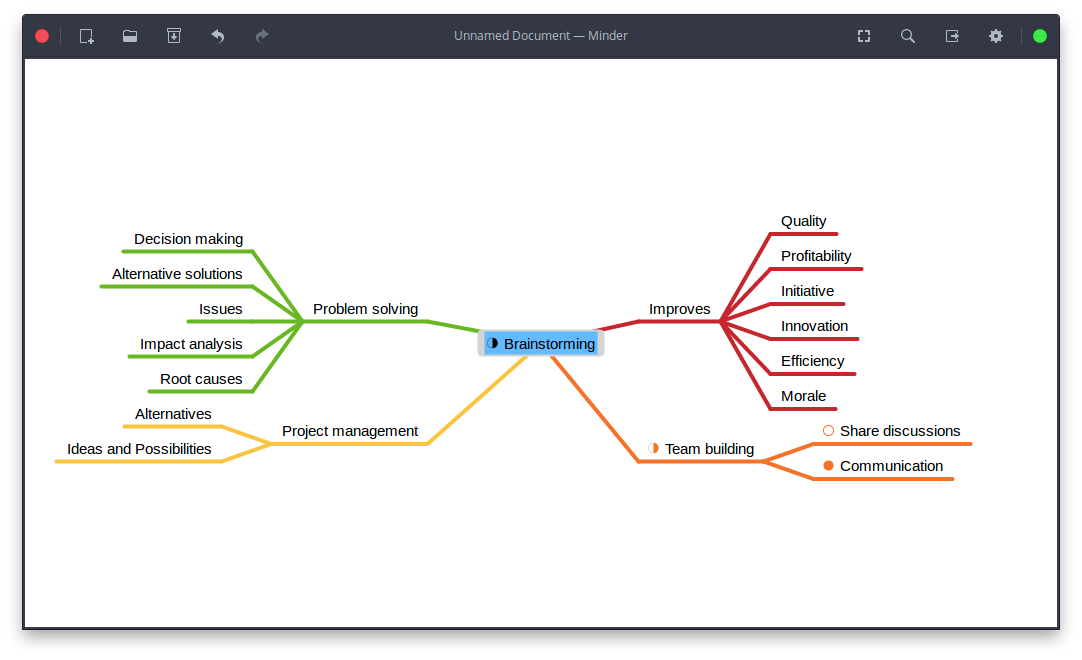 Unnamed Document — Minder
Brainstorming
Problem solving
Decision making
Alternative solutions
Issues
Impact analysis
Root causes
Project management
Alternatives
Ideas and Possibilities
Improves
Quality
Profitability
Initiative
Innovation
Efficiency
Morale
Team building
Share discussions
Communication